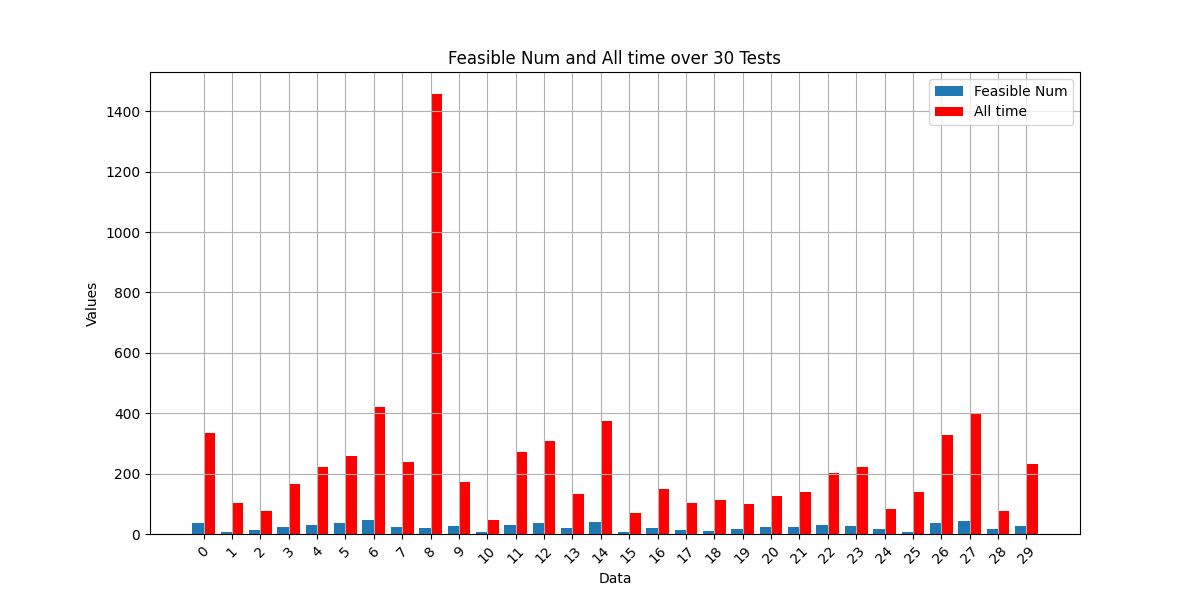 Feasible Num and All time over 30 Tests
Feasible Num
All time
Values
1400
1200
1000
800
600
400
200
0
0 1 2 3 4 5 6 7 8 9 10 11 12 13 14 15 16 17 18 19 20 21 22 23 24 25 26 27 28 29
Data